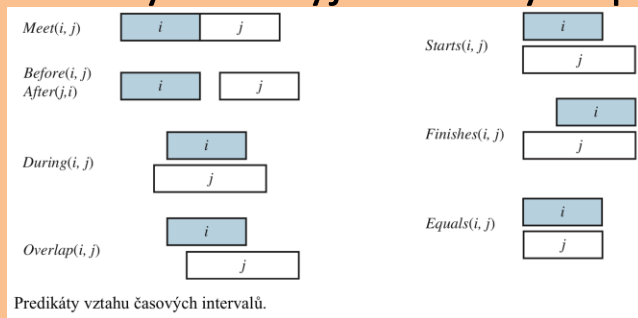 Meet(i, j)
i
j
Before(i, j)
After(j,i)
i
j
During(i, j)
i
j
Overlap(i, j)
i
j
Starts(i, j)
i
j
Finishes(i, j)
i
j
Equals(i, j)
i
j
Predikáty vztahu časových intervalů.